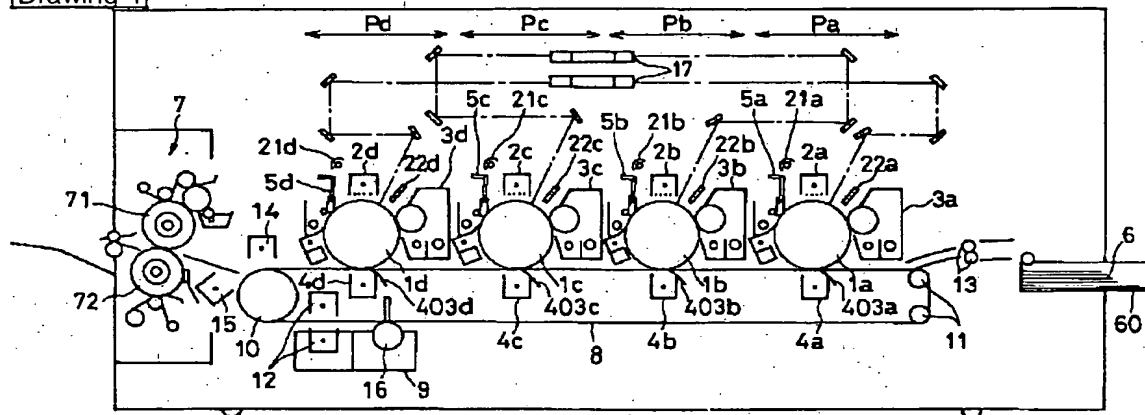 [Drawing 1]
Pd Pc Pb Pa
17
5c 21c 5b 21b 5a 21a
7 21d 2d 3d 2c 22c 2b 22b 2a 22a
5d 22d 3c 3b 3a
71 14
6
4d 1d 1c 1b 1a 13
72 15 403d 403c 403b 403a 60
10 12 4c 4b 8 4a 11
16 9